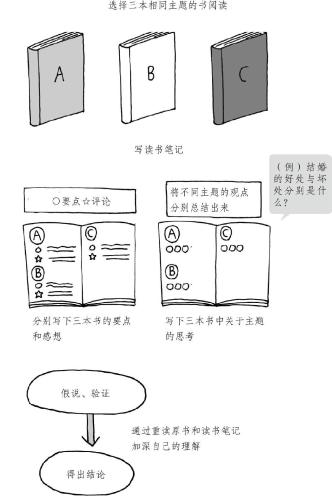 选择三本相同主题的书阅读
A
B
C
写读书笔记
（例）结婚
的好处与坏
处分别是什
么？
○要点☆评论
将不同主题的观点
分别总结出来
A
○
☆
B
○
☆
C
○
☆
A
○○○
B
○○○
C
○○○
分别写下三本书的要点
和感想
写下三本书中关于主题
的思考
假说、验证
通过重读原书和读书笔记
加深自己的理解
得出结论